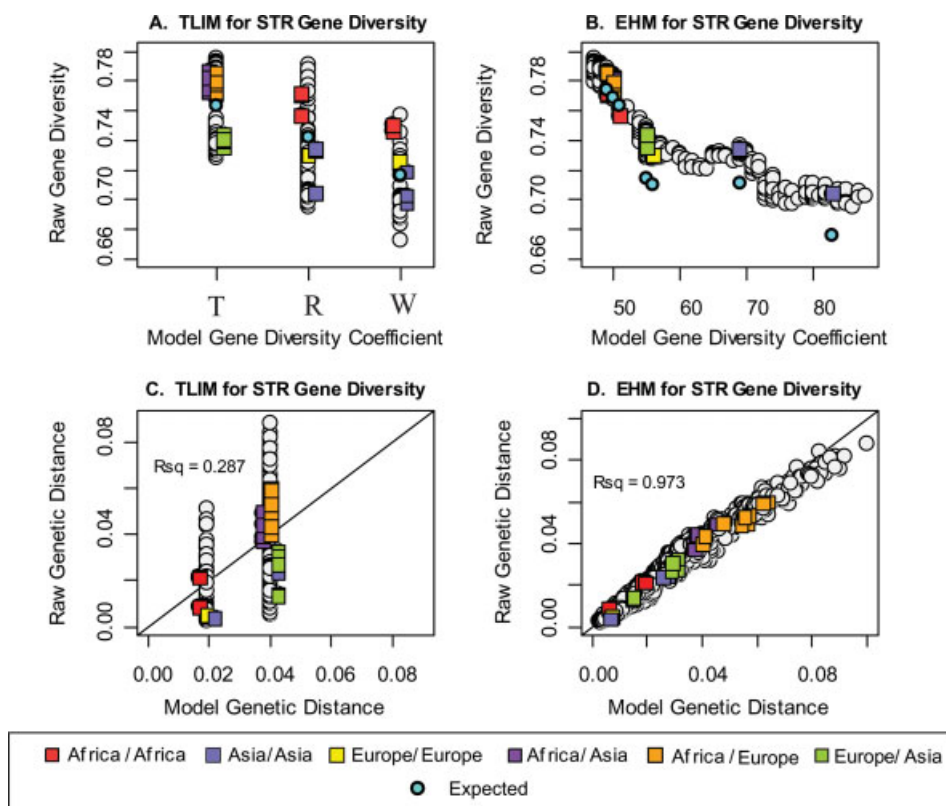 A. TLIM for STR Gene Diversity
Raw Gene Diversity
0.78
0.74
0.70
0.66
T R W
Model Gene Diversity Coefficient
B. EHM for STR Gene Diversity
Raw Gene Diversity
0.78
0.74
0.70
0.66
50 60 70 80
Model Gene Diversity Coefficient
C. TLIM for STR Gene Diversity
Raw Genetic Distance
0.08
0.04
0.00
Rsq = 0.287
0.00 0.02 0.04 0.06 0.08
Model Genetic Distance
D. EHM for STR Gene Diversity
Raw Genetic Distance
0.08
0.04
0.00
Rsq = 0.973
0.00 0.04 0.08
Model Genetic Distance
Africa/Africa Asia/Asia Europe/Europe Africa/Asia Africa/Europe Europe/Asia
Expected